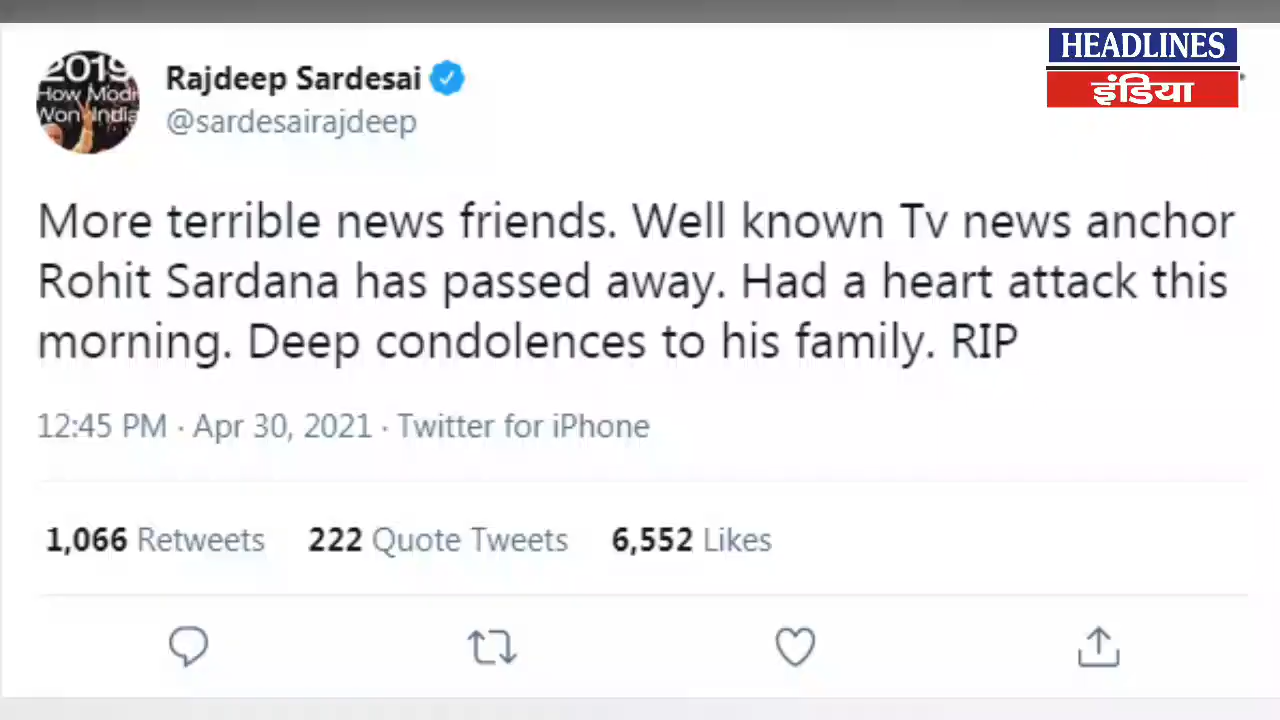 HEADLINES
इंडिया
2019
How Modi
Won India
Rajdeep Sardesai
@sardesairajdeep
More terrible news friends. Well known Tv news anchor
Rohit Sardana has passed away. Had a heart attack this
morning. Deep condolences to his family. RIP
12:45 PM · Apr 30, 2021 · Twitter for iPhone
1,066 Retweets 222 Quote Tweets 6,552 Likes